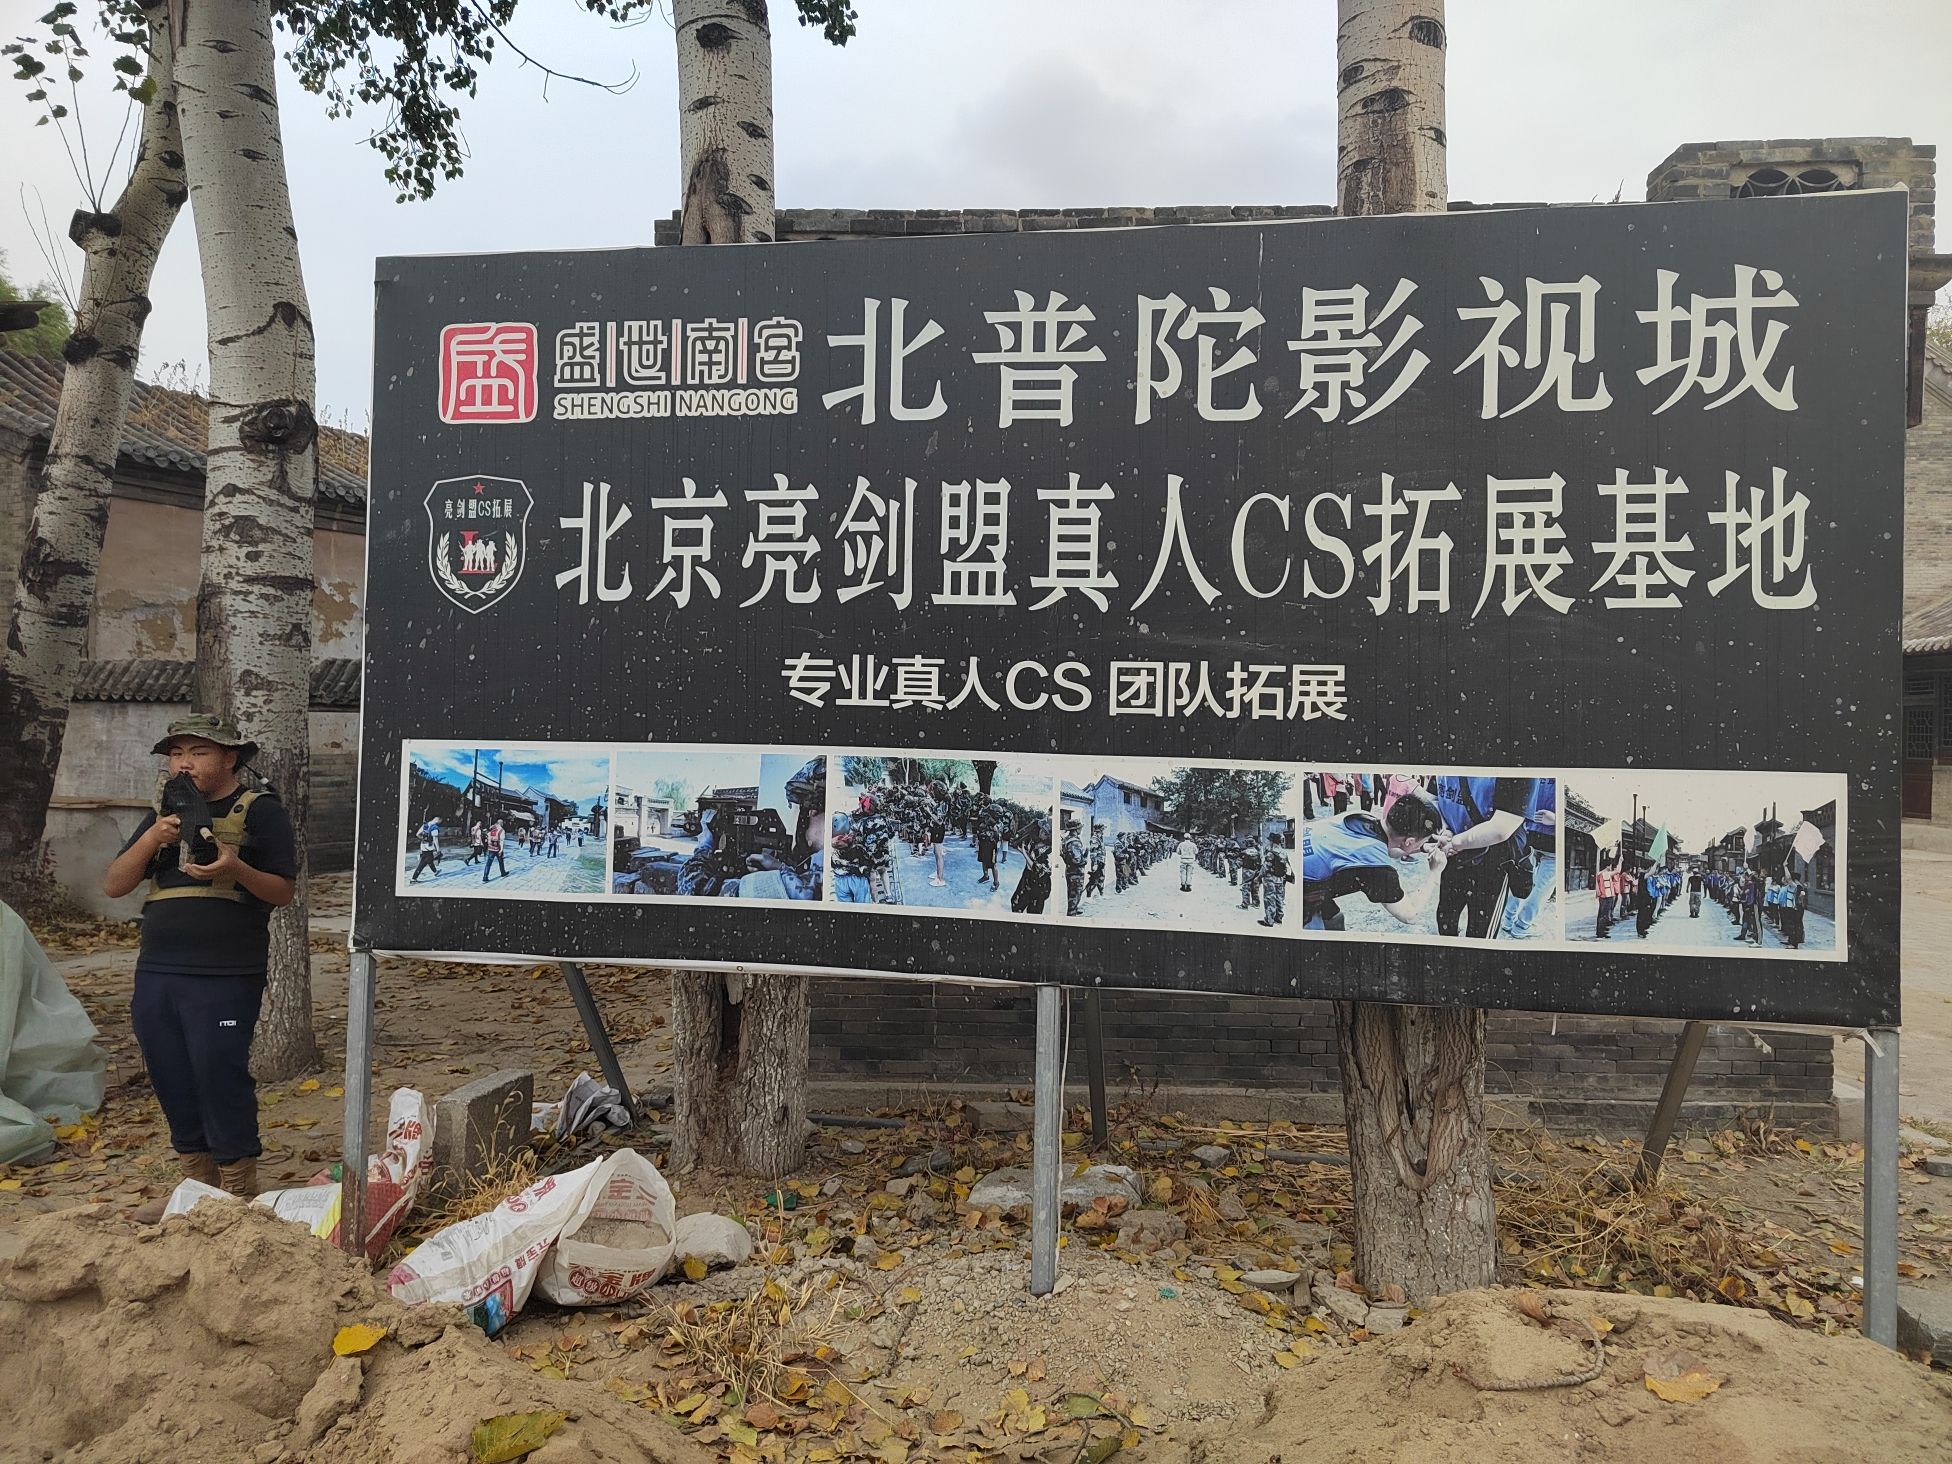 盛世南宫 北普陀影视城
SHENGSHI NANGONG
亮剑盟CS拓展
北京亮剑盟真人CS拓展基地
专业真人CS 团队拓展